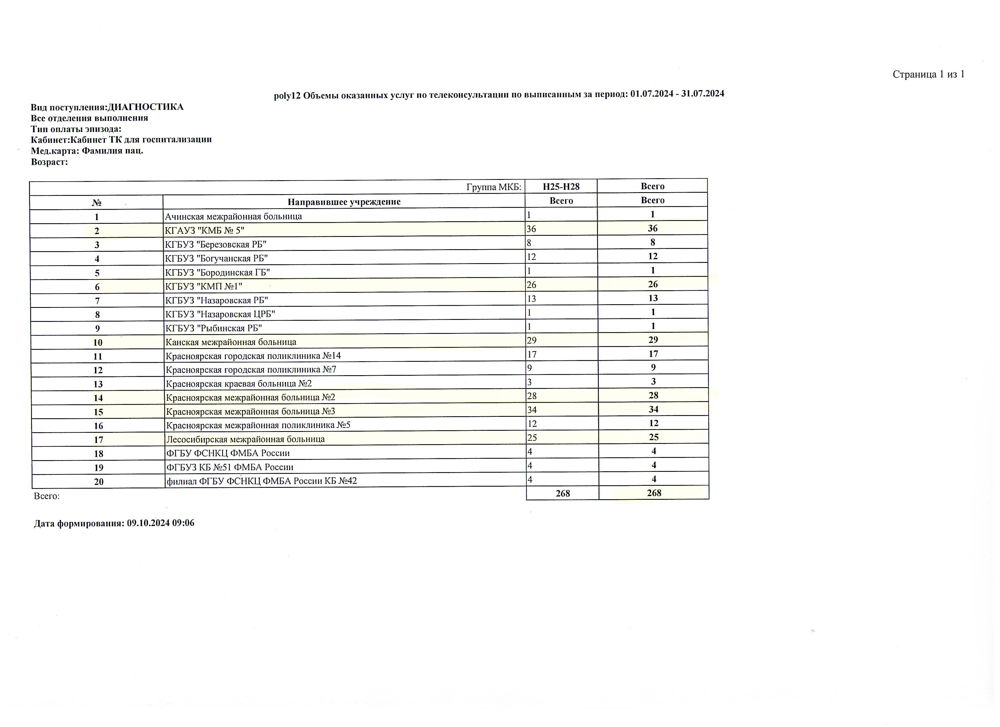 Страница 1 из 1
poly12 Объемы оказанных услуг по телеконсультации по выписанным за период: 01.07.2024 - 31.07.2024
Вид поступления:ДИАГНОСТИКА
Все отделения выполнения
Тип оплаты эпизода:
Кабинет:Кабинет ТК для госпитализации
Мед.карта: Фамилия пац.
Возраст:
Группа МКБ: H25-H28 Всего
№ Направившее учреждение Всего Всего
1 Ачинская межрайонная больница 1 1
2 КГАУЗ "КМБ № 5" 36 36
3 КГБУЗ "Березовская РБ" 8 8
4 КГБУЗ "Богучанская РБ" 12 12
5 КГБУЗ "Бородинская ГБ" 1 1
6 КГБУЗ "КМП №1" 26 26
7 КГБУЗ "Назаровская РБ" 13 13
8 КГБУЗ "Назаровская ЦРБ" 1 1
9 КГБУЗ "Рыбинская РБ" 1 1
10 Канская межрайонная больница 29 29
11 Красноярская городская поликлиника №14 17 17
12 Красноярская городская поликлиника №7 9 9
13 Красноярская краевая больница №2 3 3
14 Красноярская межрайонная больница №2 28 28
15 Красноярская межрайонная больница №3 34 34
16 Красноярская межрайонная поликлиника №5 12 12
17 Лесосибирская межрайонная больница 25 25
18 ФГБУ ФСНКЦ ФМБА России 4 4
19 ФГБУЗ КБ №51 ФМБА России 4 4
20 филиал ФГБУ ФСНКЦ ФМБА России КБ №42 4 4
Всего: 268 268
Дата формирования: 09.10.2024 09:06